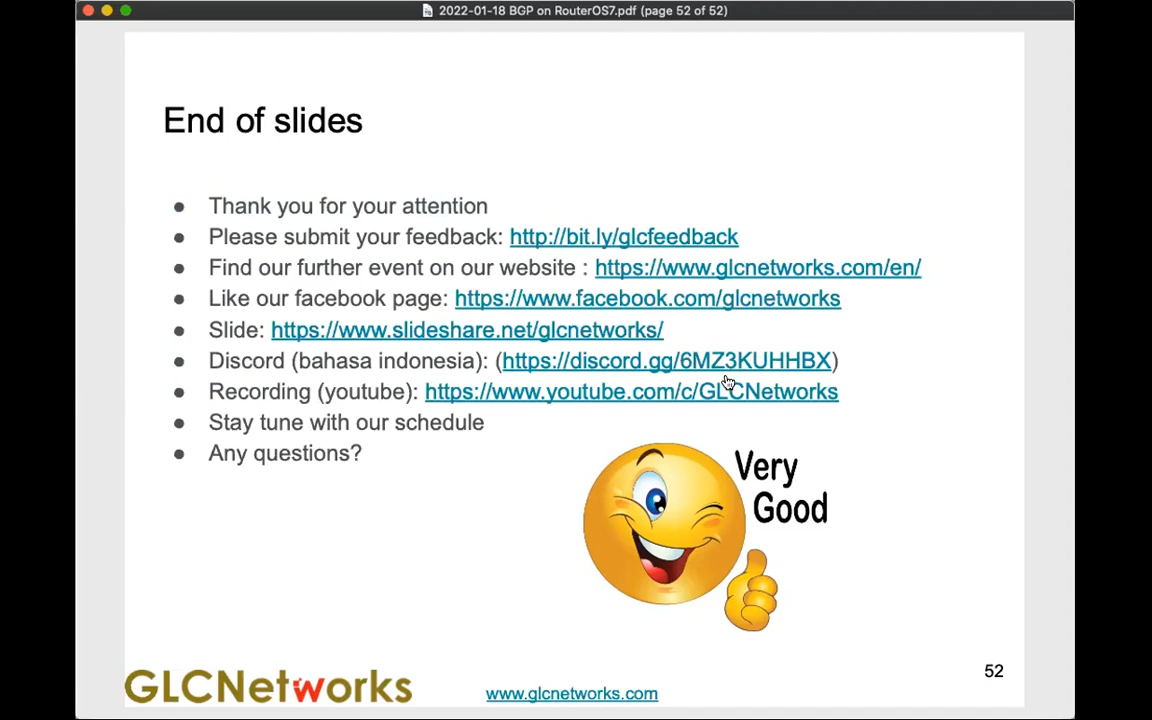 2022-01-18 BGP on RouterOS7.pdf (page 52 of 52)
End of slides
● Thank you for your attention
● Please submit your feedback: http://bit.ly/glcfeedback
● Find our further event on our website : https://www.glcnetworks.com/en/
● Like our facebook page: https://www.facebook.com/glcnetworks
● Slide: https://www.slideshare.net/glcnetworks/
● Discord (bahasa indonesia): (https://discord.gg/6MZ3KUHHBX)
● Recording (youtube): https://www.youtube.com/c/GLCNetworks
● Stay tune with our schedule
● Any questions?
Very
Good
52
GLCNetworks
www.glcnetworks.com